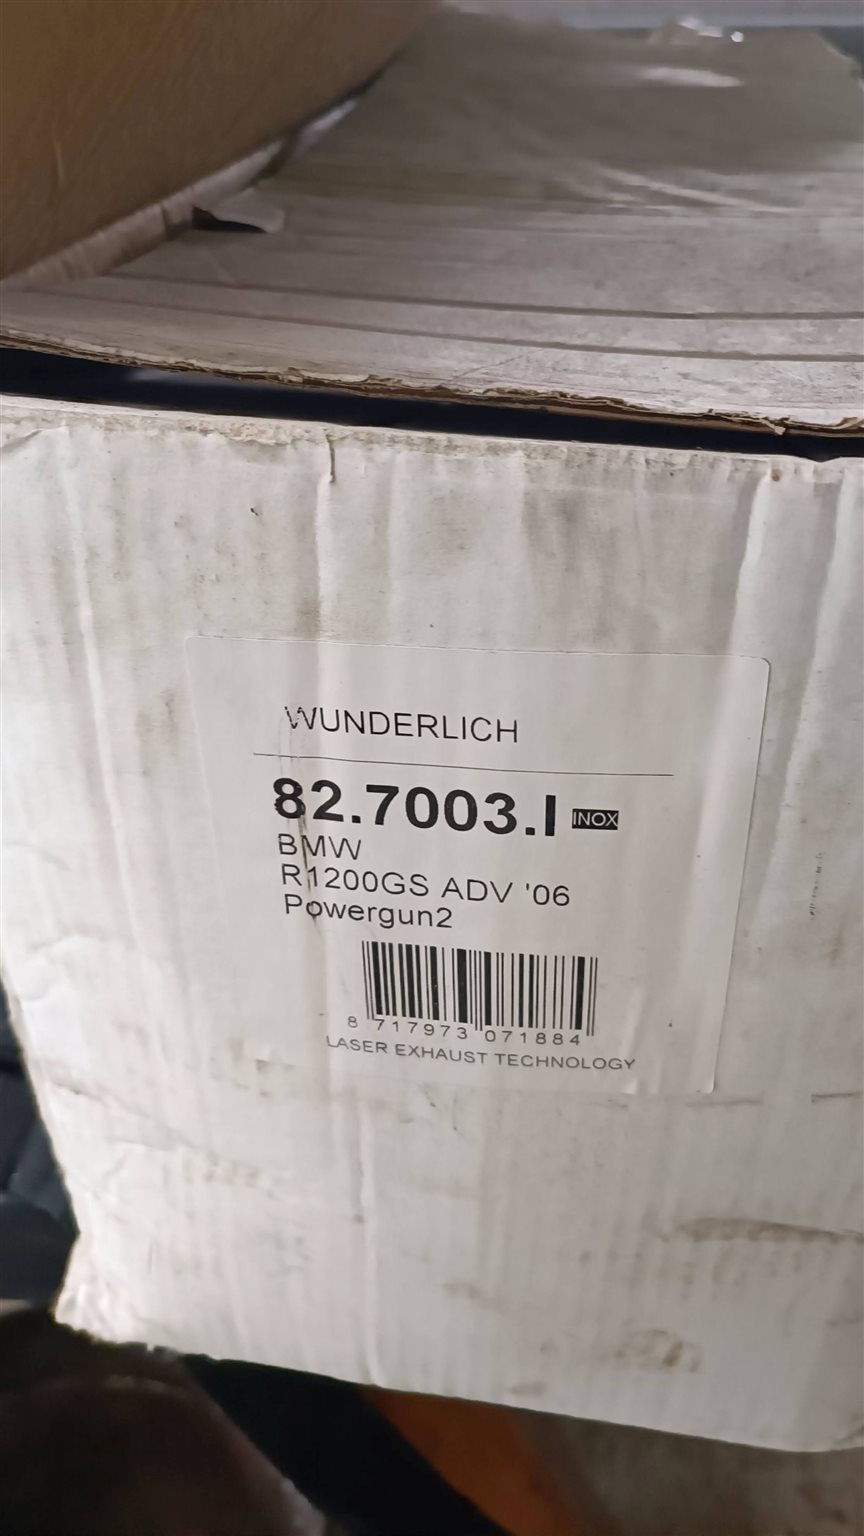 WUNDERLICH
82.7003.I INOX
BMW
R1200GS ADV '06
Powergun2
8 717973 071884
LASER EXHAUST TECHNOLOGY